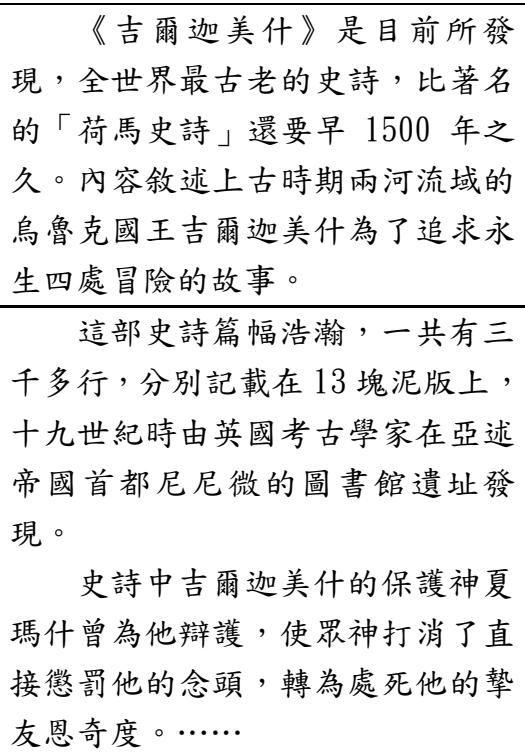 《吉爾迦美什》是目前所發
現，全世界最古老的史詩，比著名
的「荷馬史詩」還要早 1500 年之
久。內容敘述上古時期兩河流域的
烏魯克國王吉爾迦美什為了追求永
生四處冒險的故事。
這部史詩篇幅浩瀚，一共有三
千多行，分別記載在 13 塊泥版上，
十九世紀時由英國考古學家在亞述
帝國首都尼尼微的圖書館遺址發
現。
史詩中吉爾迦美什的保護神夏
瑪什曾為他辯護，使眾神打消了直
接懲罰他的念頭，轉為處死他的摯
友恩奇度。……